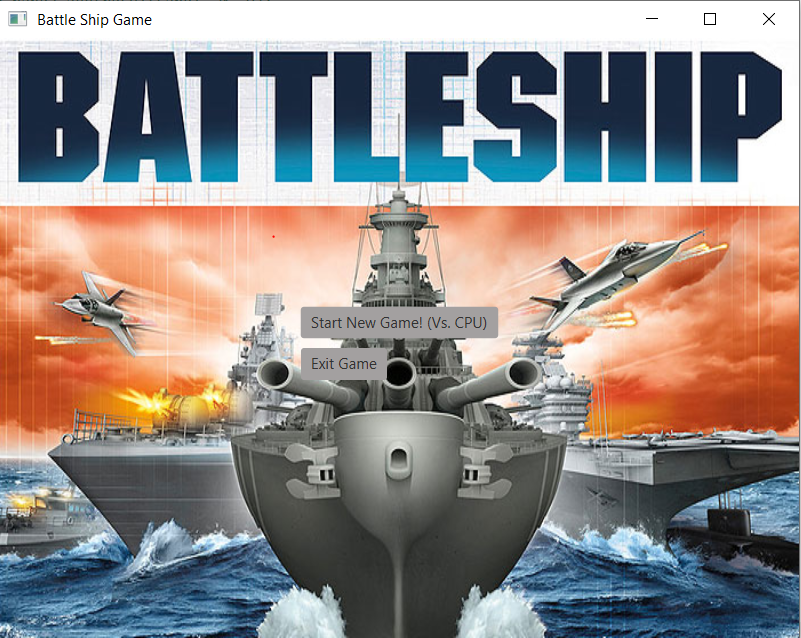 Battle Ship Game
BATTLESHIP
Start New Game! (Vs. CPU)
Exit Game